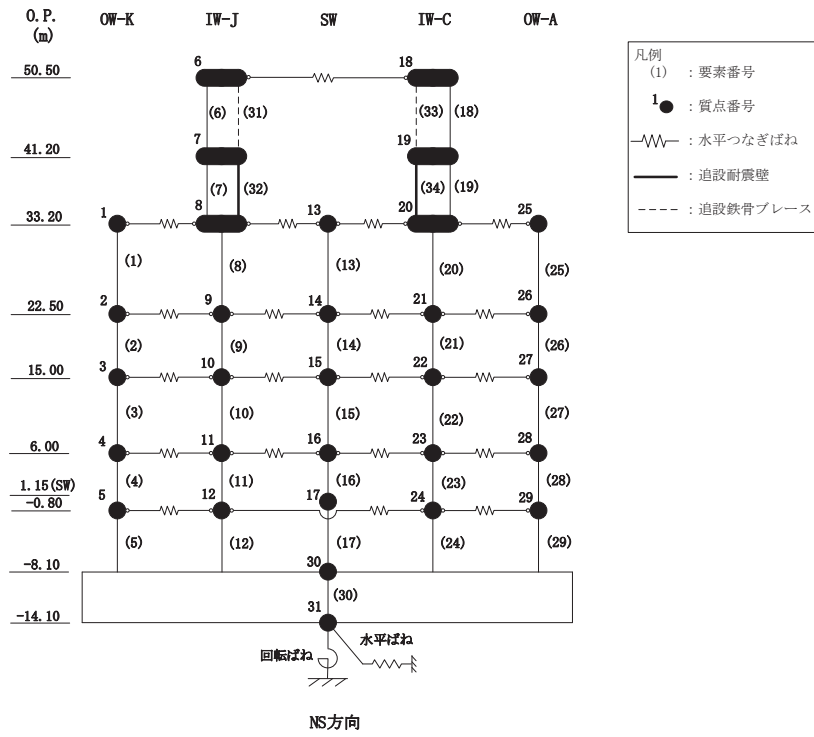 O.P.
(m)
OW-K IW-J SW IW-C OW-A
50.50 6 18
(6) (31) (33) (18)
41.20 7 19
(7) (32) (34) (19)
33.20 1 8 13 20 25
(1) (8) (13) (20) (25)
22.50 2 9 14 21 26
(2) (9) (14) (21) (26)
15.00 3 10 15 22 27
(3) (10) (15) (22) (27)
6.00 4 11 16 23 28
(4) (11) (16) (23) (28)
1.15(SW) 17
-0.80 5 12 24 29
(5) (12) (17) (24) (29)
-8.10 30
(30)
-14.10 31
水平ばね
回転ばね
NS方向
凡例
(1) : 要素番号
1 : 質点番号
: 水平つなぎばね
: 追設耐震壁
: 追設鉄骨ブレース